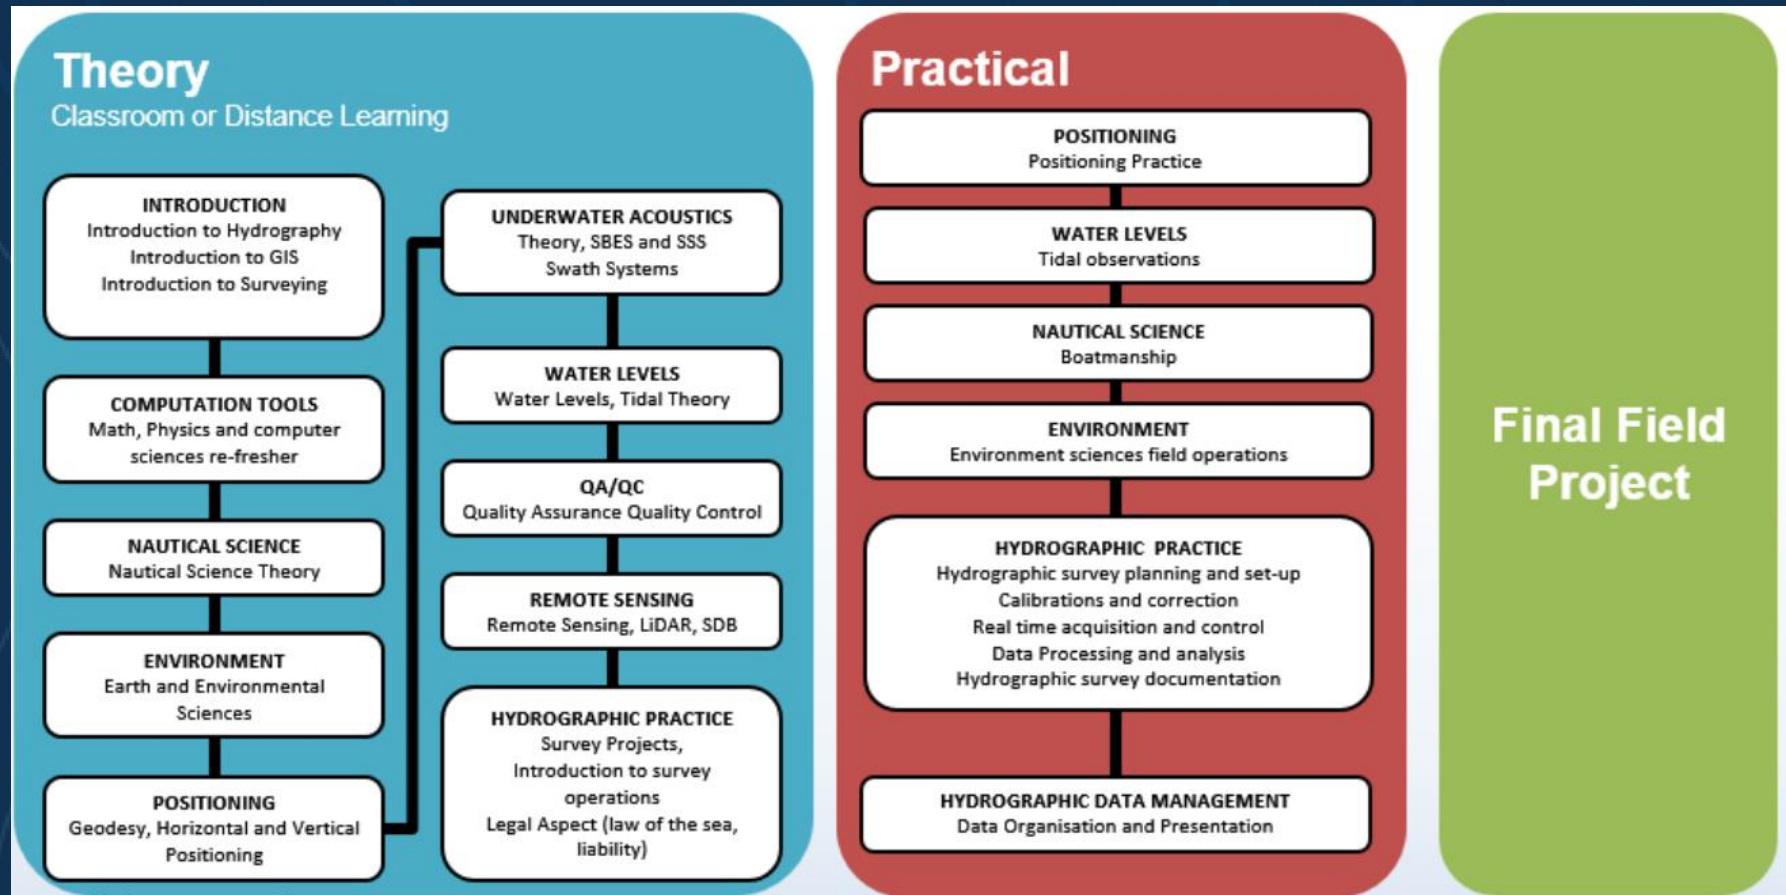 Theory
Classroom or Distance Learning
INTRODUCTION
Introduction to Hydrography
Introduction to GIS
Introduction to Surveying
COMPUTATION TOOLS
Math, Physics and computer
sciences re-fresher
NAUTICAL SCIENCE
Nautical Science Theory
ENVIRONMENT
Earth and Environmental
Sciences
POSITIONING
Geodesy, Horizontal and Vertical
Positioning
UNDERWATER ACOUSTICS
Theory, SBES and SSS
Swath Systems
WATER LEVELS
Water Levels, Tidal Theory
QA/QC
Quality Assurance Quality Control
REMOTE SENSING
Remote Sensing, LiDAR, SDB
HYDROGRAPHIC PRACTICE
Survey Projects,
Introduction to survey
operations
Legal Aspect (law of the sea,
liability)
Practical
POSITIONING
Positioning Practice
WATER LEVELS
Tidal observations
NAUTICAL SCIENCE
Boatmanship
ENVIRONMENT
Environment sciences field operations
HYDROGRAPHIC PRACTICE
Hydrographic survey planning and set-up
Calibrations and correction
Real time acquisition and control
Data Processing and analysis
Hydrographic survey documentation
HYDROGRAPHIC DATA MANAGEMENT
Data Organisation and Presentation
Final Field
Project